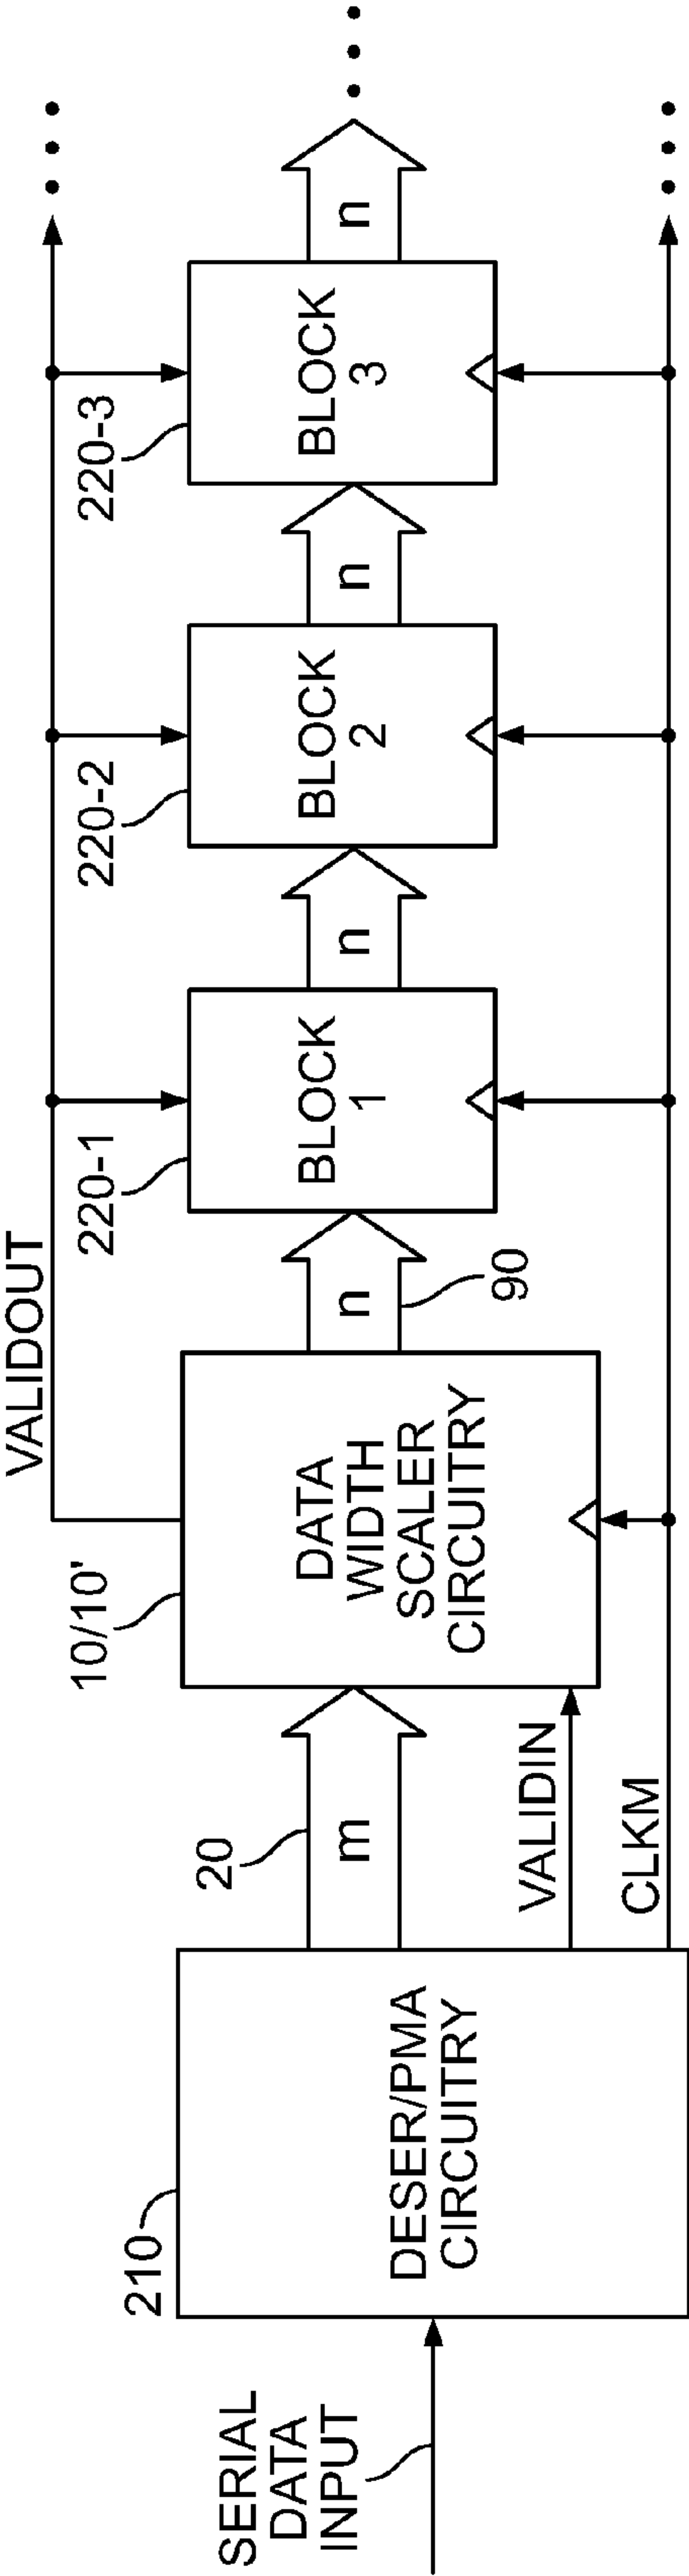 SERIAL
DATA
INPUT
210
DESER/PMA
CIRCUITRY
20
m
VALIDIN
CLKM
10/10'
DATA
WIDTH
SCALER
CIRCUITRY
VALIDOUT
n
90
220-1
BLOCK
1
n
220-2
BLOCK
2
n
220-3
BLOCK
3
n